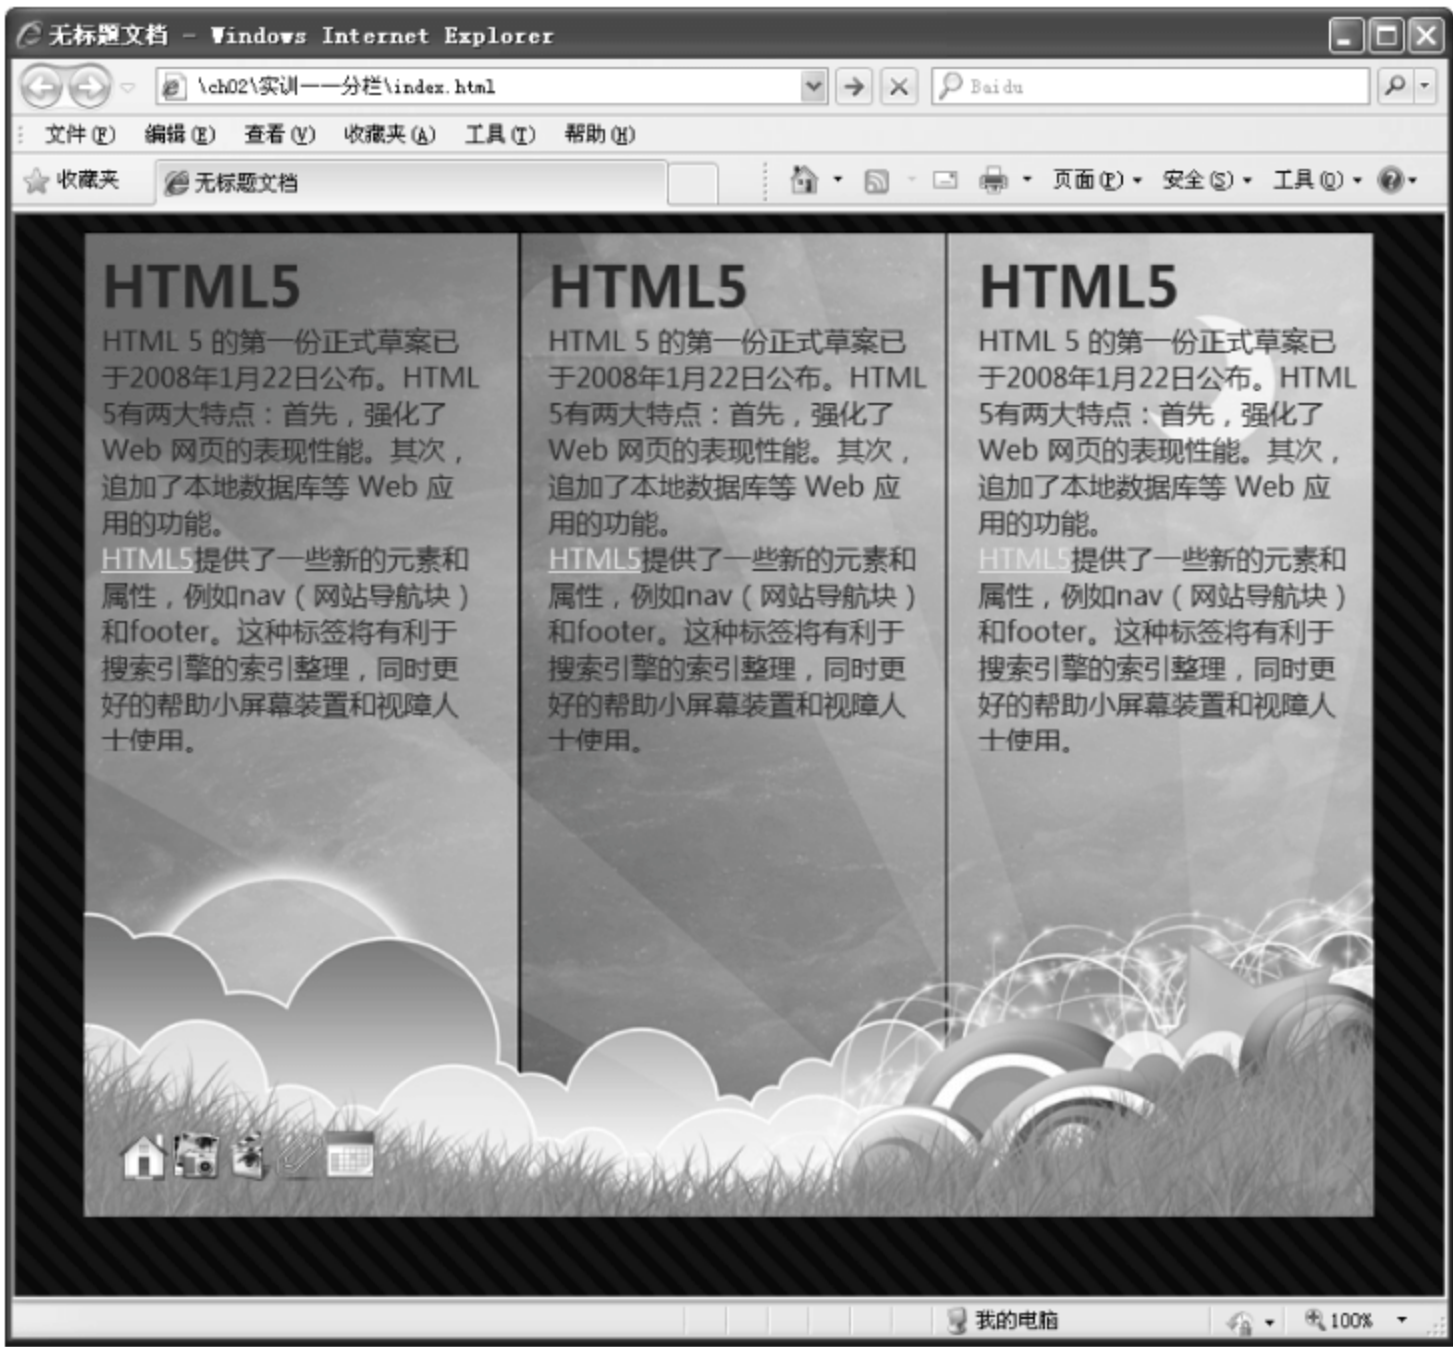 无标题文档 - Windows Internet Explorer
\ch02\实训一—分栏\index.html
Baidu
文件(F) 编辑(E) 查看(V) 收藏夹(A) 工具(T) 帮助(H)
收藏夹 无标题文档 页面(P) 安全(S) 工具(O)
HTML5
HTML 5 的第一份正式草案已
于2008年1月22日公布。HTML
5有两大特点：首先，强化了
Web 网页的表现性能。其次，
追加了本地数据库等 Web 应
用的功能。
HTML5提供了一些新的元素和
属性，例如nav（网站导航块）
和footer。这种标签将有利于
搜索引擎的索引整理，同时更
好的帮助小屏幕装置和视障人
士使用。
HTML5
HTML 5 的第一份正式草案已
于2008年1月22日公布。HTML
5有两大特点：首先，强化了
Web 网页的表现性能。其次，
追加了本地数据库等 Web 应
用的功能。
HTML5提供了一些新的元素和
属性，例如nav（网站导航块）
和footer。这种标签将有利于
搜索引擎的索引整理，同时更
好的帮助小屏幕装置和视障人
士使用。
HTML5
HTML 5 的第一份正式草案已
于2008年1月22日公布。HTML
5有两大特点：首先，强化了
Web 网页的表现性能。其次，
追加了本地数据库等 Web 应
用的功能。
HTML5提供了一些新的元素和
属性，例如nav（网站导航块）
和footer。这种标签将有利于
搜索引擎的索引整理，同时更
好的帮助小屏幕装置和视障人
士使用。
我的电脑 100%